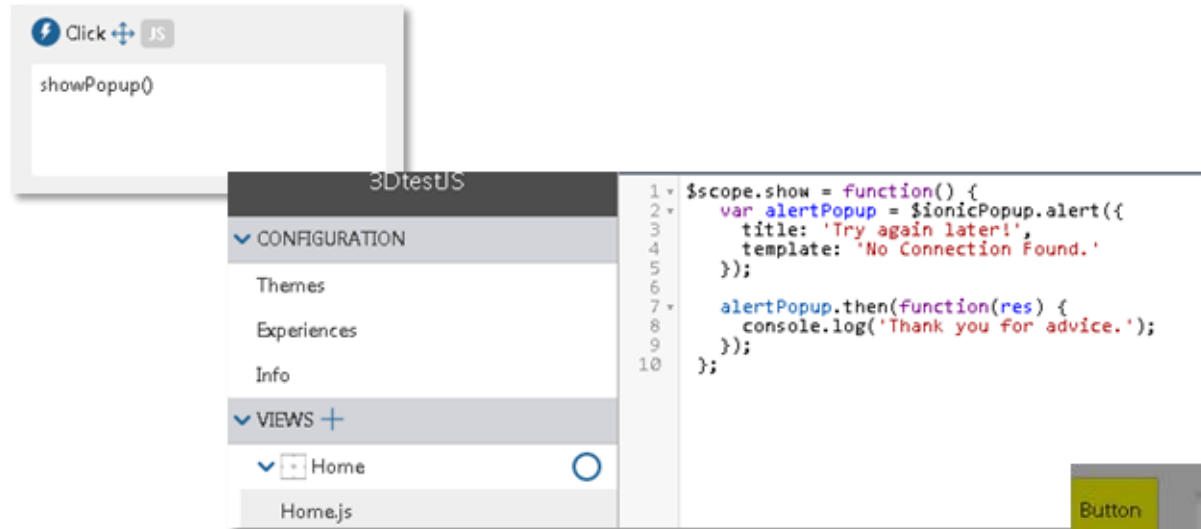 Click JS
showPopup()
3DtestJS
CONFIGURATION
Themes
Experiences
Info
VIEWS
Home
Home.js
1 $scope.show = function() {
2 var alertPopup = $ionicPopup.alert({
3 title: 'Try again later!',
4 template: 'No Connection Found.'
5 });
6
7 alertPopup.then(function(res) {
8 console.log('Thank you for advice.');
9 });
10 };
Button